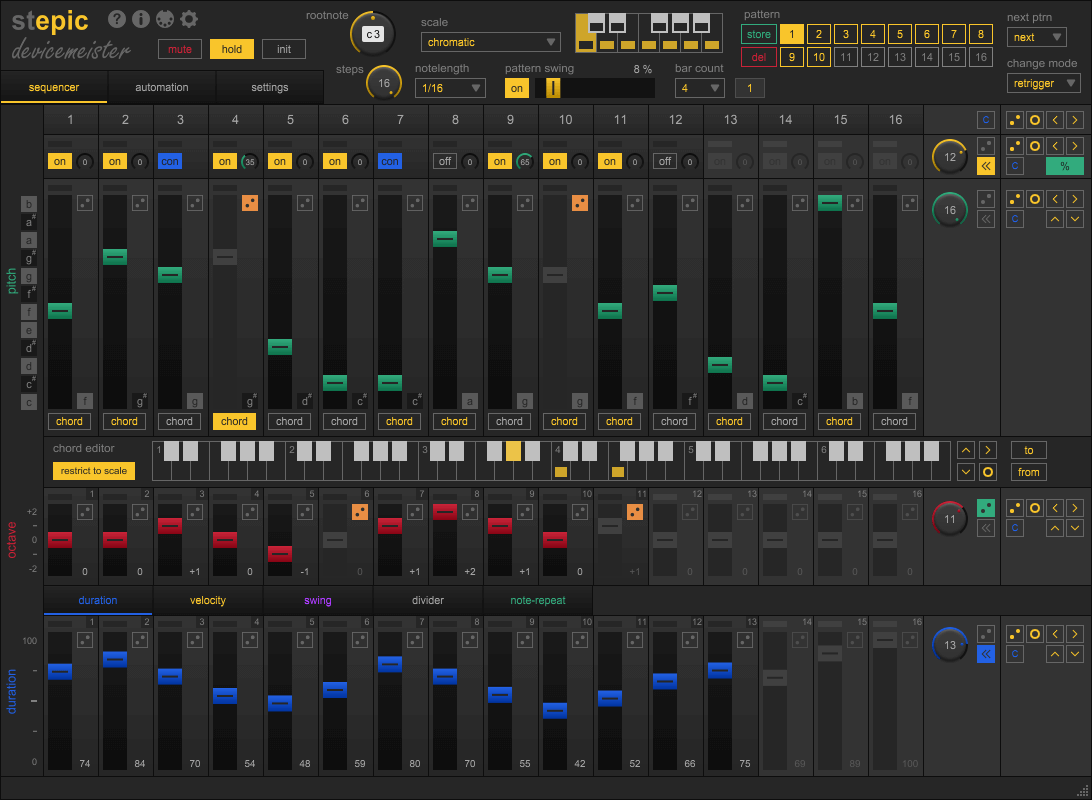 stepic
devicemeister
? i
mute hold init
rootnote
c 3
scale
chromatic
steps
16
notelength
1/16
pattern swing 8 %
on
bar count
4 1
pattern
store 1 2 3 4 5 6 7 8
del 9 10 11 12 13 14 15 16
next ptrn
next
change mode
retrigger
sequencer automation settings
1 2 3 4 5 6 7 8 9 10 11 12 13 14 15 16 C
on 0 on 0 con on 35 on 0 on 0 con off 0 on 65 on 0 on 0 off 0 on 0 on 0 on 0 on 0 12
C %
pitch
b
a#
a
g#
g
f#
f
e
d#
d
c#
c
16
C
f g# g g# d# c# c# a g g f f# d c# b f
chord chord chord chord chord chord chord chord chord chord chord chord chord chord chord chord
chord editor
restrict to scale
1 2 3 4 5 6
to
from
octave
1 2 3 4 5 6 7 8 9 10 11 12 13 14 15 16
+2
0
-2
11
C
0 0 +1 0 -1 0 +1 +2 +1 0 +1 0 0 0 0 0
duration velocity swing divider note-repeat
duration
1 2 3 4 5 6 7 8 9 10 11 12 13 14 15 16
100
0
13
C
74 84 70 54 48 59 80 70 55 42 52 66 75 69 89 100